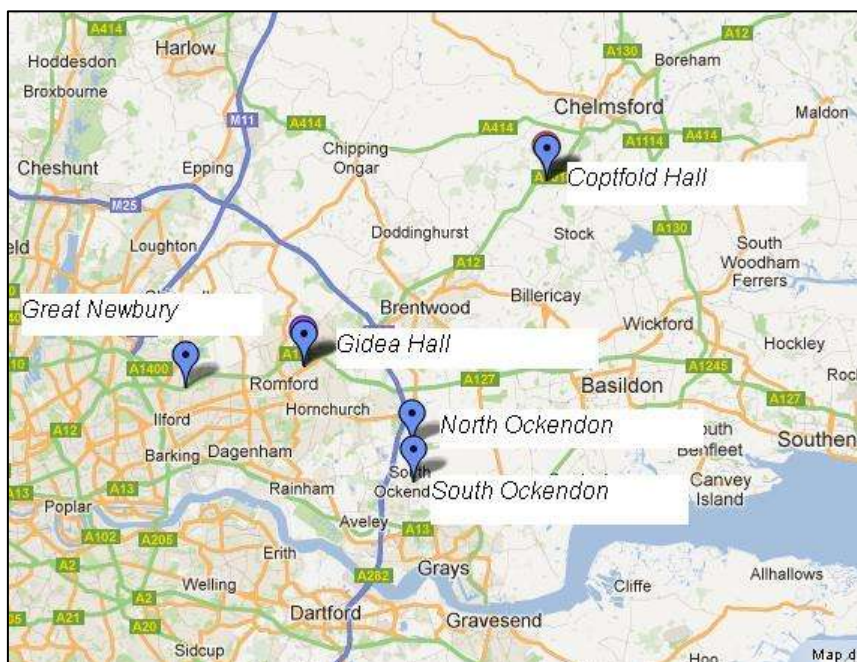 A414
Harlow
Hoddesdon
Broxbourne
A130
A12
Boreham
Chelmsford
Maldon
M11
A414
A414
A1114
A414
Cheshunt
Epping
Chipping
Ongar
Coptfold Hall
M25
Loughton
Doddinghurst
Stock
A130
South
Woodham
Ferrers
A12
Great Newbury
Brentwood
Billericay
Wickford
Hockley
Gidea Hall
A1400
Romford
A127
A1245
Basildon
A127
Ilford
Hornchurch
North Ockendon
A12
Barking
Dagenham
Benfleet
Southen
A13
Rainham
South
Ockend
South Ockendon
Canvey
Island
A13
Poplar
Aveley
A13
A102
A205
Erith
Grays
A2
Welling
A282
Cliffe
Allhallows
A2
Dartford
Gravesend
A21
A20
Sidcup
Hoo
Map d